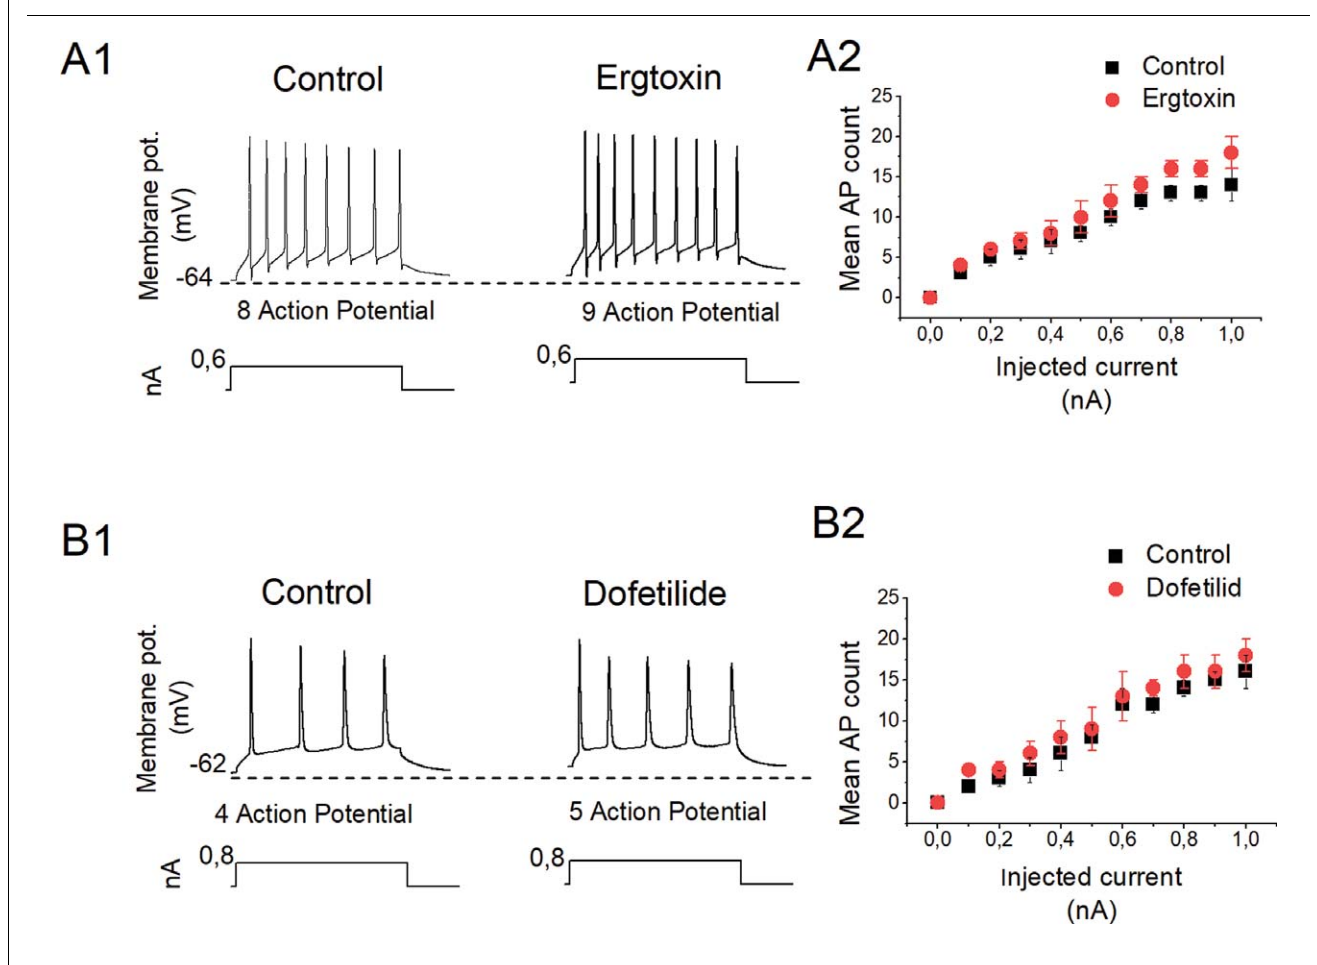 A1
Control
Ergtoxin
Membrane pot.
(mV)
-64
8 Action Potential
9 Action Potential
0,6
0,6
nA
A2
Control
Ergtoxin
25
20
15
10
5
0
Mean AP count
0,0
0,2
0,4
0,6
0,8
1,0
Injected current
(nA)
B1
Control
Dofetilide
Membrane pot.
(mV)
-62
4 Action Potential
5 Action Potential
0,8
0,8
nA
B2
Control
Dofetilid
25
20
15
10
5
0
Mean AP count
0,0
0,2
0,4
0,6
0,8
1,0
Injected current
(nA)